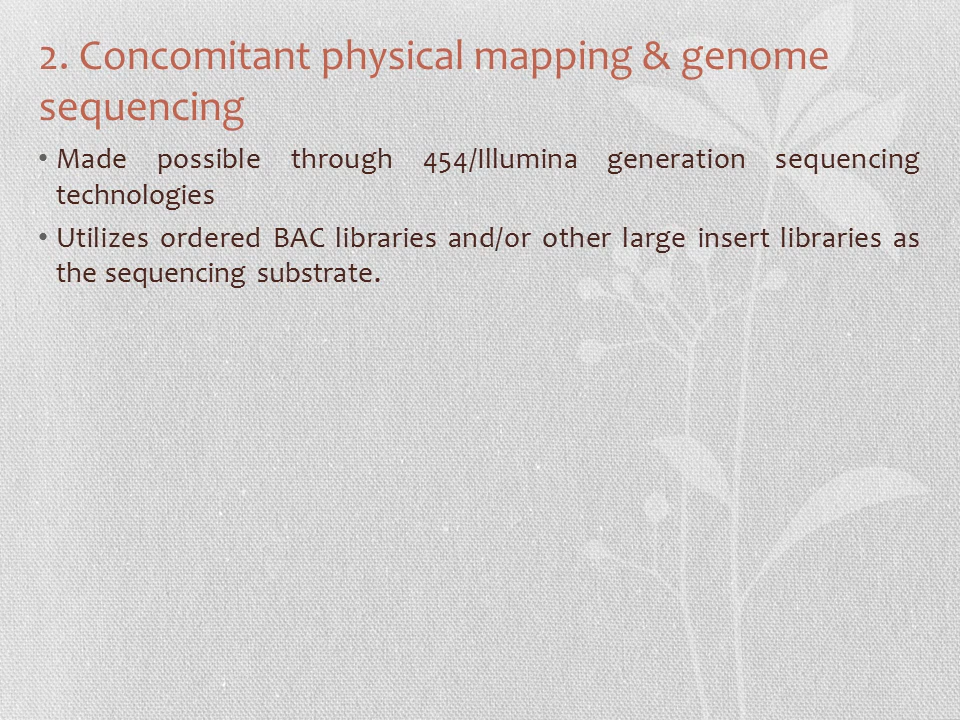 2. Concomitant physical mapping & genome
sequencing
• Made possible through 454/Illumina generation sequencing
technologies
• Utilizes ordered BAC libraries and/or other large insert libraries as
the sequencing substrate.